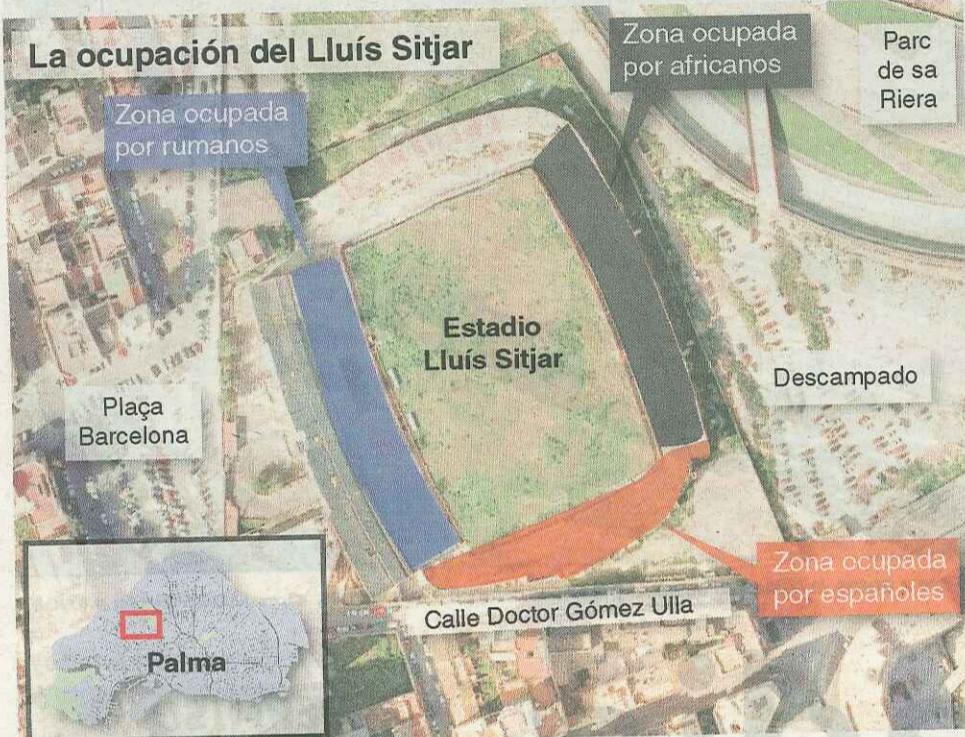 La ocupación del Lluís Sitjar
Zona ocupada
por africanos
Parc
de sa
Riera
Zona ocupada
por rumanos
Estadio
Lluís Sitjar
Descampado
Plaça
Barcelona
Zona ocupada
por españoles
Calle Doctor Gómez Ulla
Palma